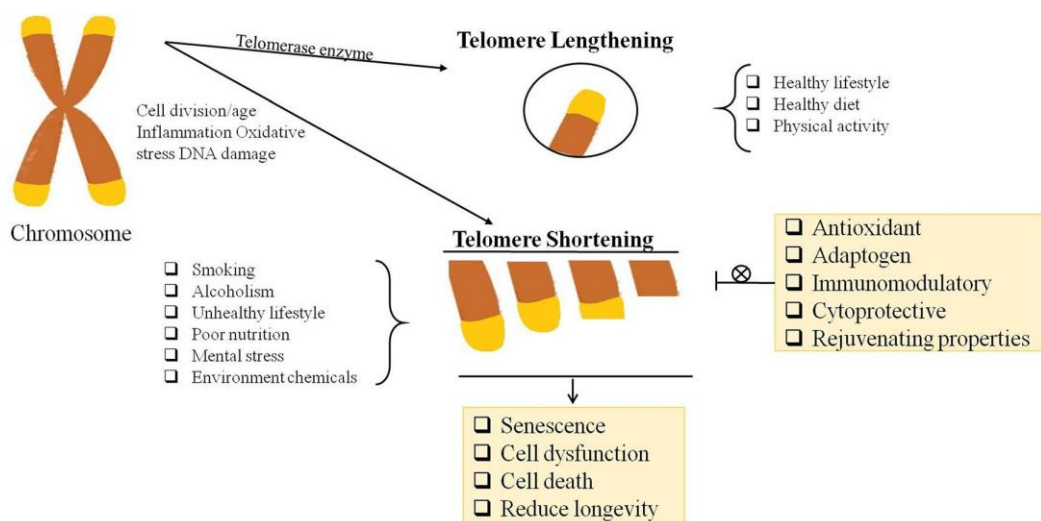 Telomerase enzyme
Telomere Lengthening
❑ Healthy lifestyle
❑ Healthy diet
❑ Physical activity
Cell division/age
Inflammation Oxidative
stress DNA damage
Chromosome
Telomere Shortening
❑ Smoking
❑ Alcoholism
❑ Unhealthy lifestyle
❑ Poor nutrition
❑ Mental stress
❑ Environment chemicals
❑ Antioxidant
❑ Adaptogen
❑ Immunomodulatory
❑ Cytoprotective
❑ Rejuvenating properties
❑ Senescence
❑ Cell dysfunction
❑ Cell death
❑ Reduce longevity